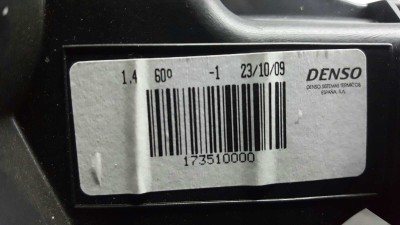 1.4 60º -1 23/10/09 DENSO
DENSO SISTEMAS TERMICOS
ESPAÑA, S.A.
173510000